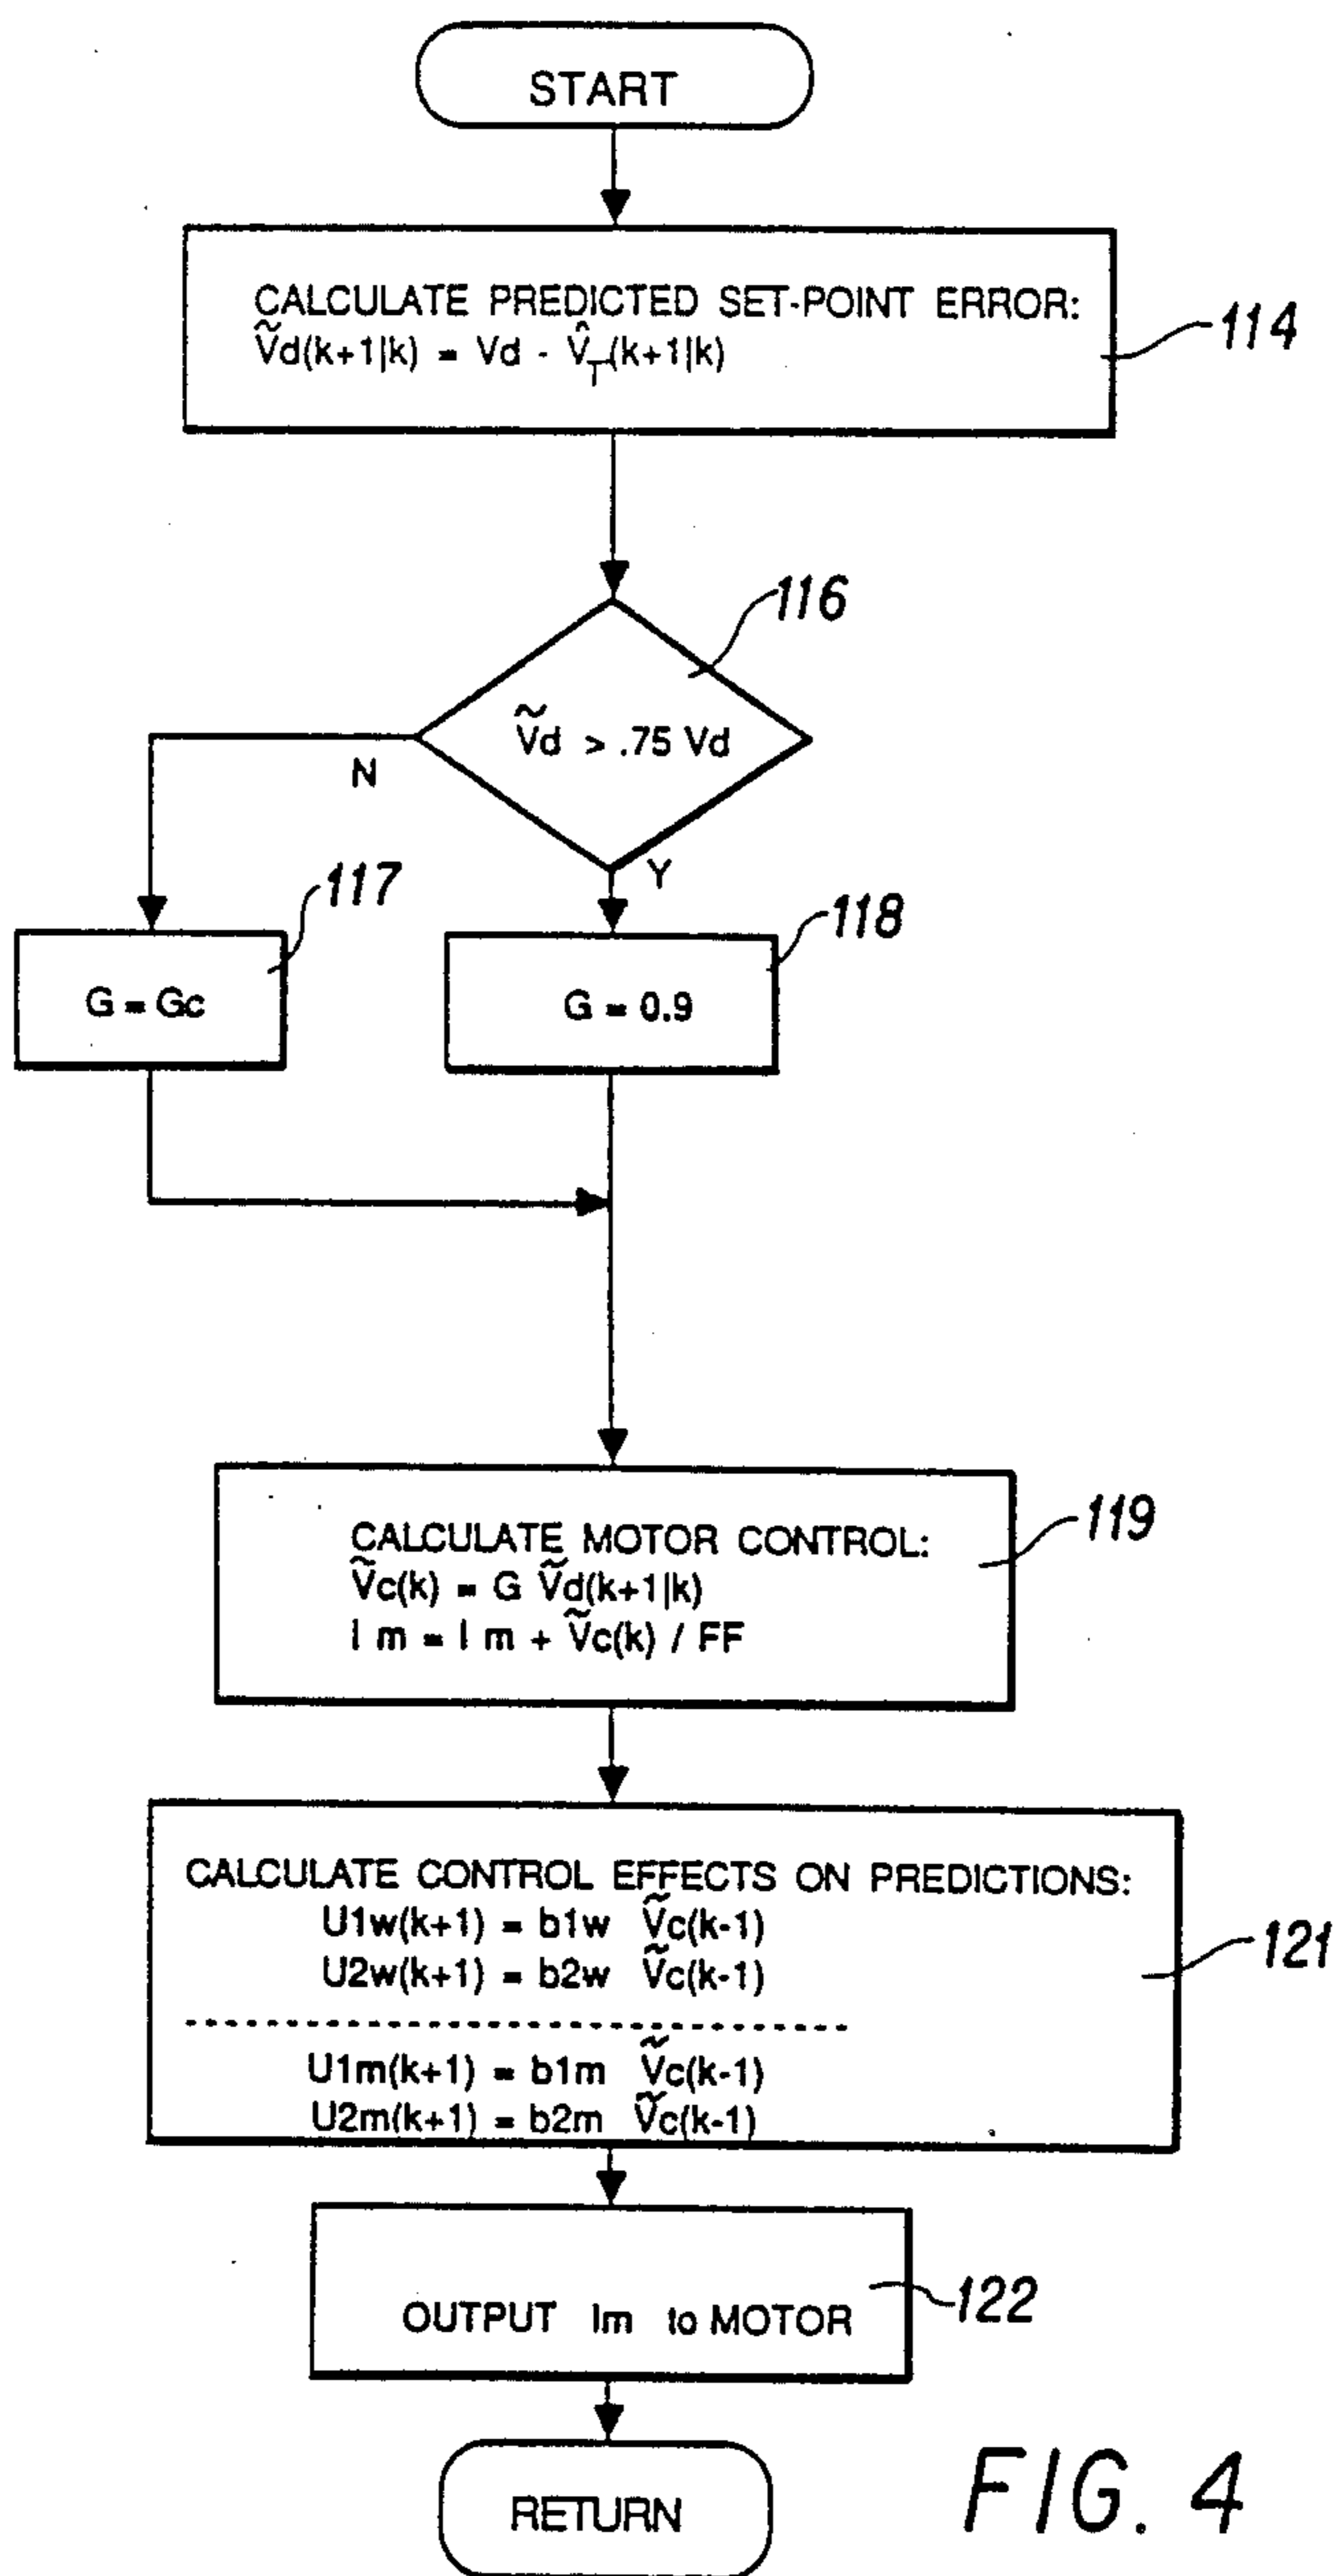 START
CALCULATE PREDICTED SET-POINT ERROR:
Ṽd(k+1|k) = Vd - V̂T(k+1|k)
114
116
Ṽd > .75 Vd
N
Y
117
118
G = Gc
G = 0.9
CALCULATE MOTOR CONTROL:
Ṽc(k) = G Ṽd(k+1|k)
I m = I m + Ṽc(k) / FF
119
CALCULATE CONTROL EFFECTS ON PREDICTIONS:
U1w(k+1) = b1w Ṽc(k-1)
U2w(k+1) = b2w Ṽc(k-1)
U1m(k+1) = b1m Ṽc(k-1)
U2m(k+1) = b2m Ṽc(k-1)
121
OUTPUT Im to MOTOR
122
RETURN
FIG. 4